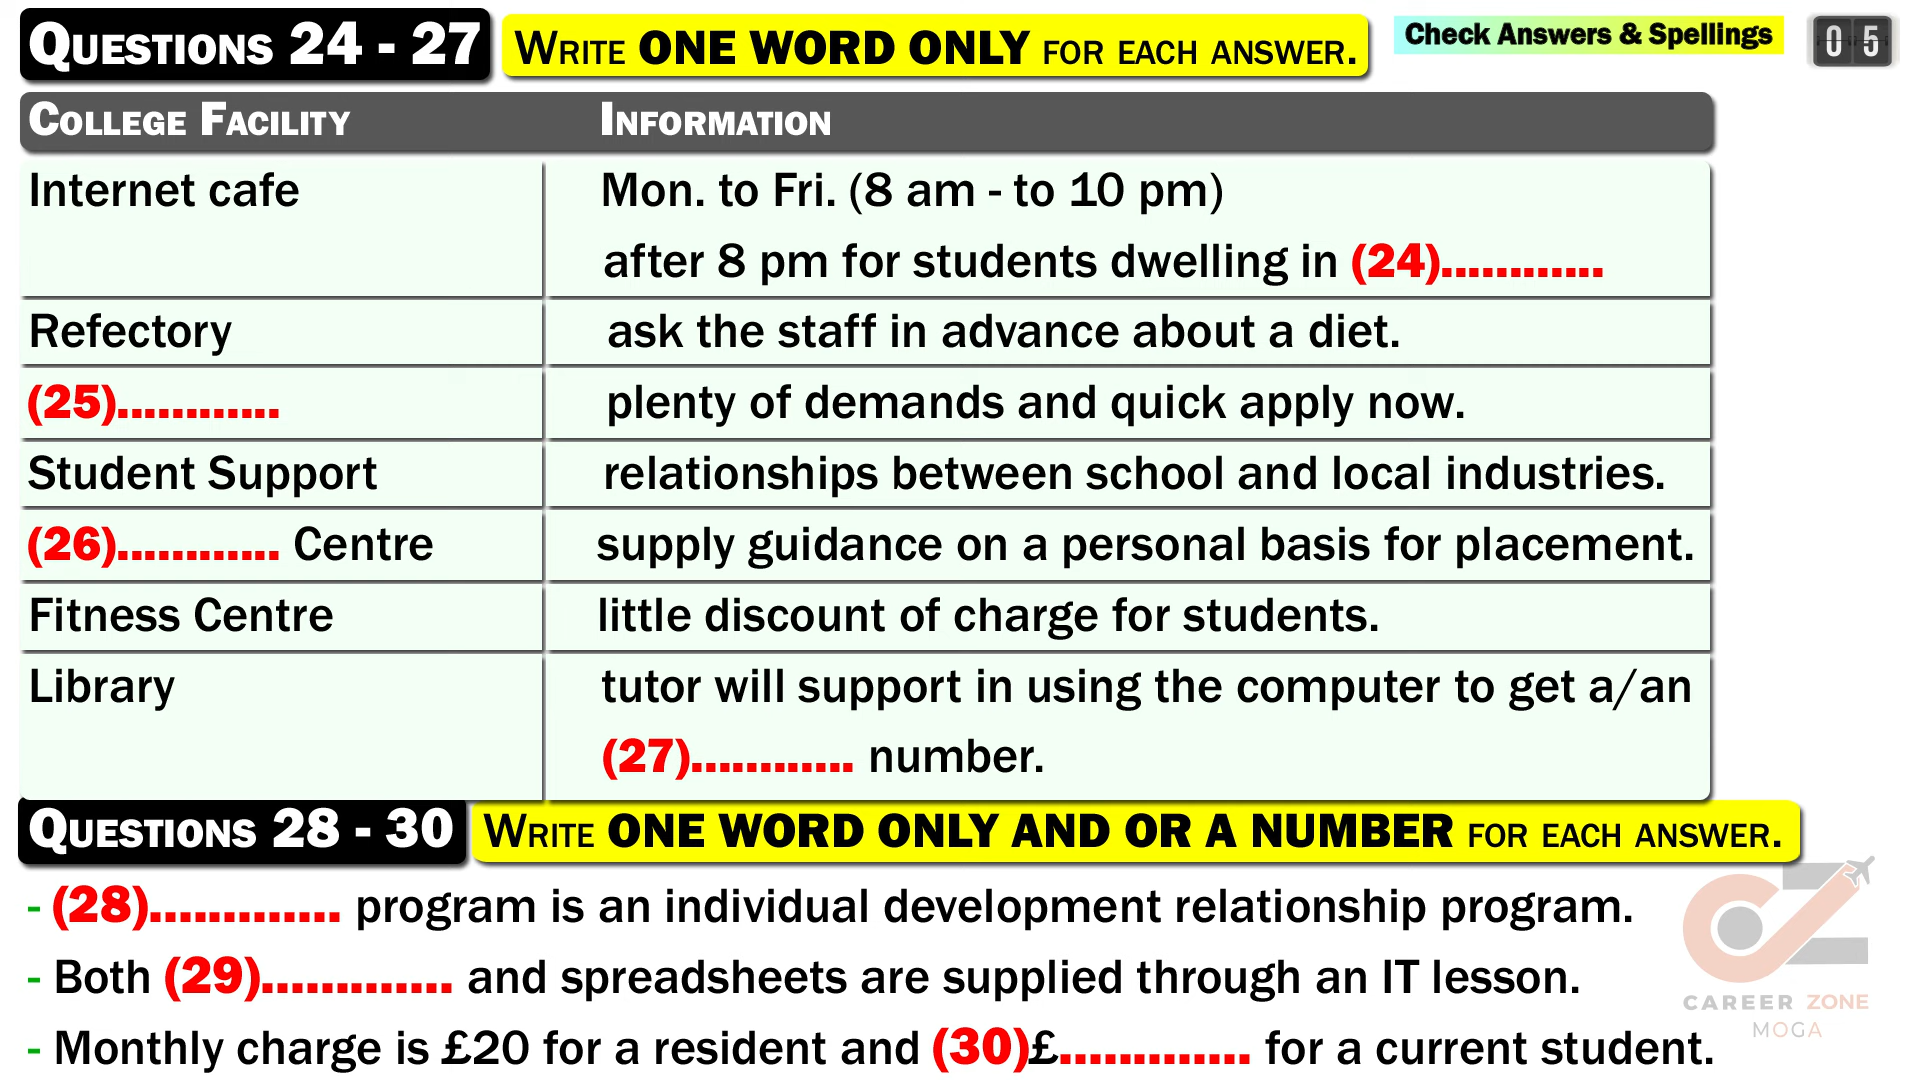 QUESTIONS 24 - 27 WRITE ONE WORD ONLY FOR EACH ANSWER. Check Answers & Spellings 05
COLLEGE FACILITY INFORMATION
Internet cafe Mon. to Fri. (8 am - to 10 pm)
after 8 pm for students dwelling in (24)............
Refectory ask the staff in advance about a diet.
(25)............ plenty of demands and quick apply now.
Student Support relationships between school and local industries.
(26)............ Centre supply guidance on a personal basis for placement.
Fitness Centre little discount of charge for students.
Library tutor will support in using the computer to get a/an
(27)............ number.
QUESTIONS 28 - 30 WRITE ONE WORD ONLY AND OR A NUMBER FOR EACH ANSWER.
- (28)............. program is an individual development relationship program.
- Both (29)............. and spreadsheets are supplied through an IT lesson.
CAREER ZONE
MOGA
- Monthly charge is £20 for a resident and (30)£............. for a current student.